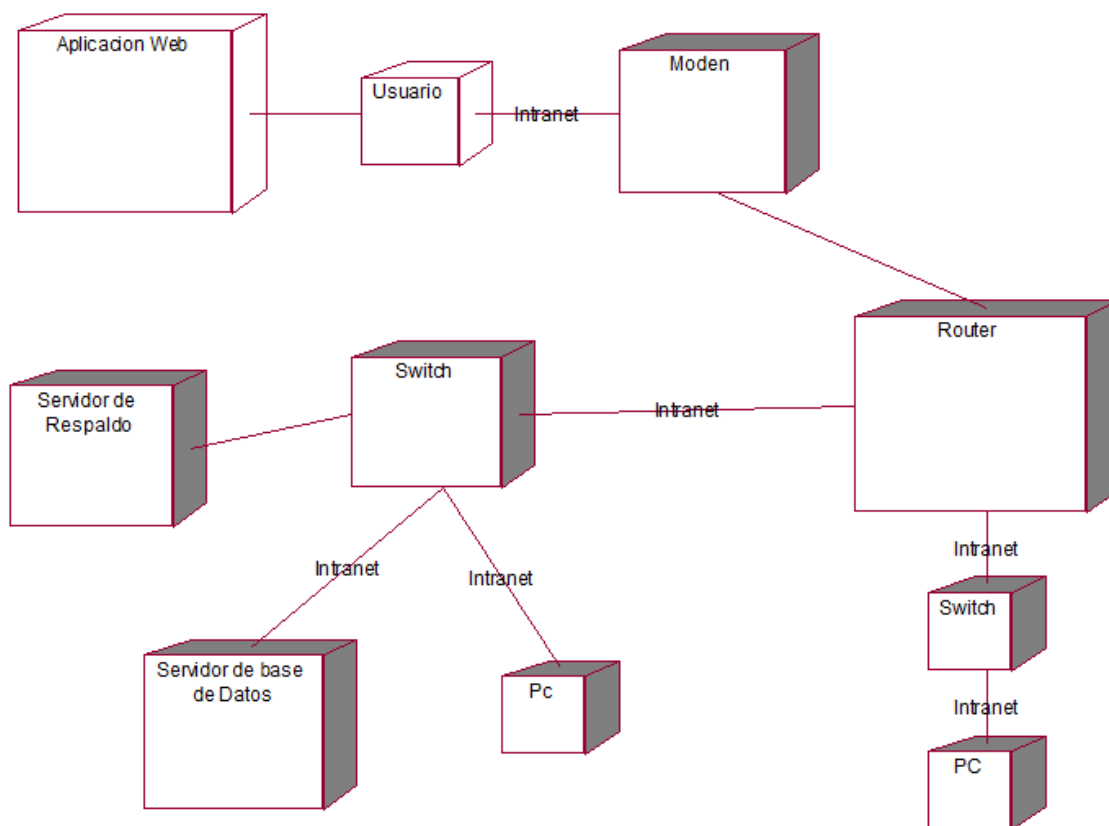 Aplicacion Web
Usuario
Intranet
Moden
Router
Switch
Intranet
Servidor de
Respaldo
Intranet
Intranet
Intranet
Switch
Servidor de base
de Datos
Pc
Intranet
PC